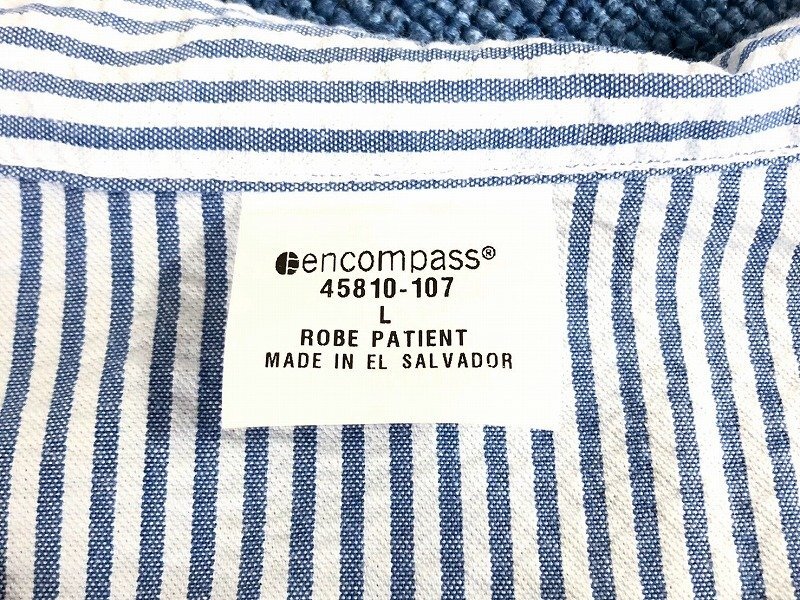 encompass®
45810-107
L
ROBE PATIENT
MADE IN EL SALVADOR